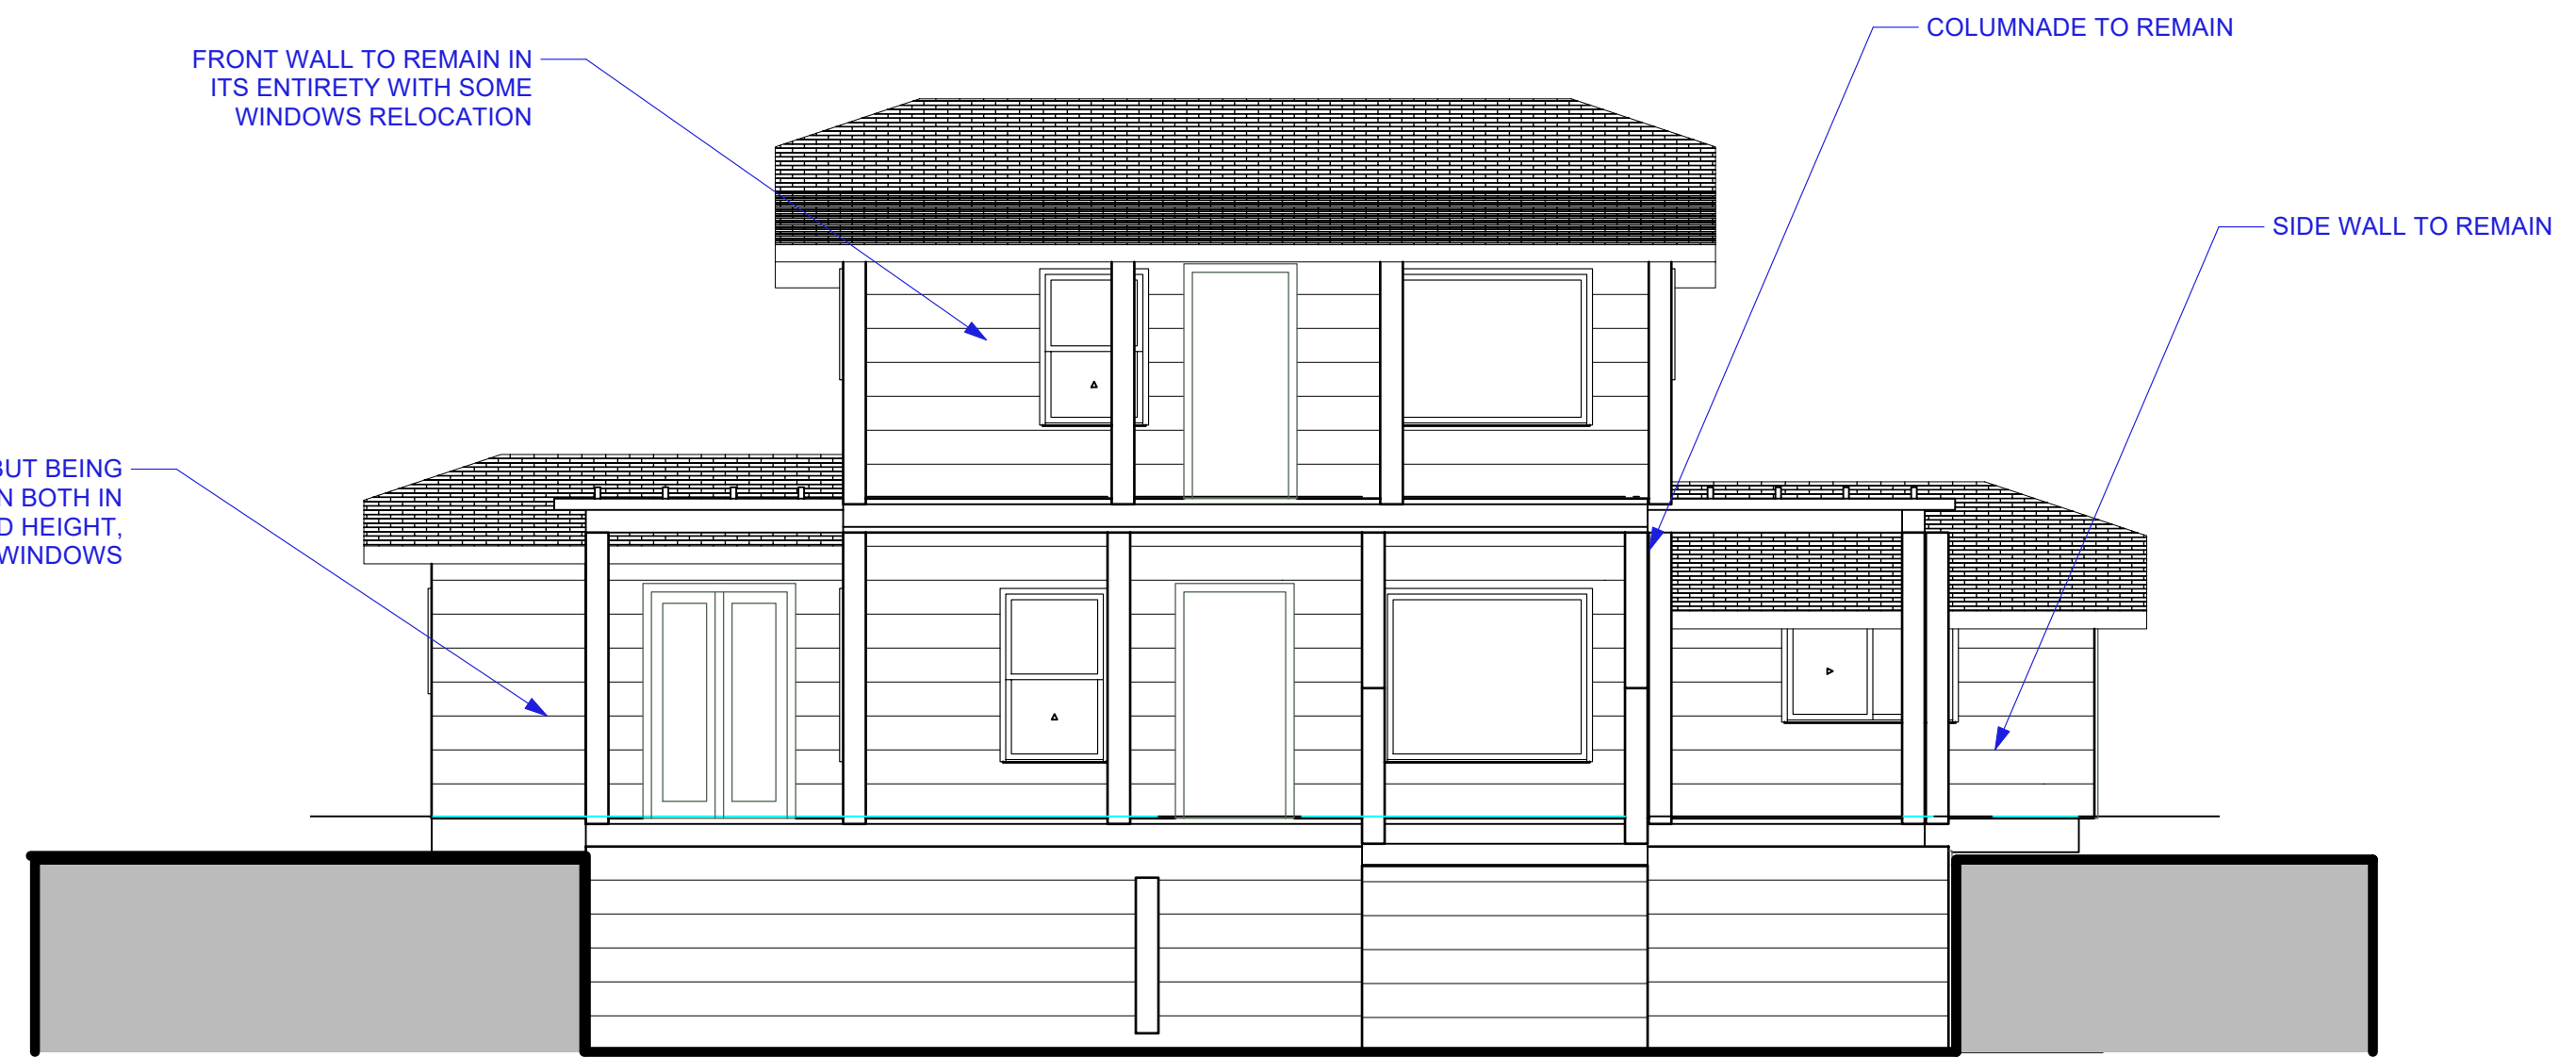 FRONT WALL TO REMAIN IN
ITS ENTIRETY WITH SOME
WINDOWS RELOCATION
COLUMNADE TO REMAIN
SIDE WALL TO REMAIN
BUT BEING
BOTH IN
HEIGHT,
WINDOWS